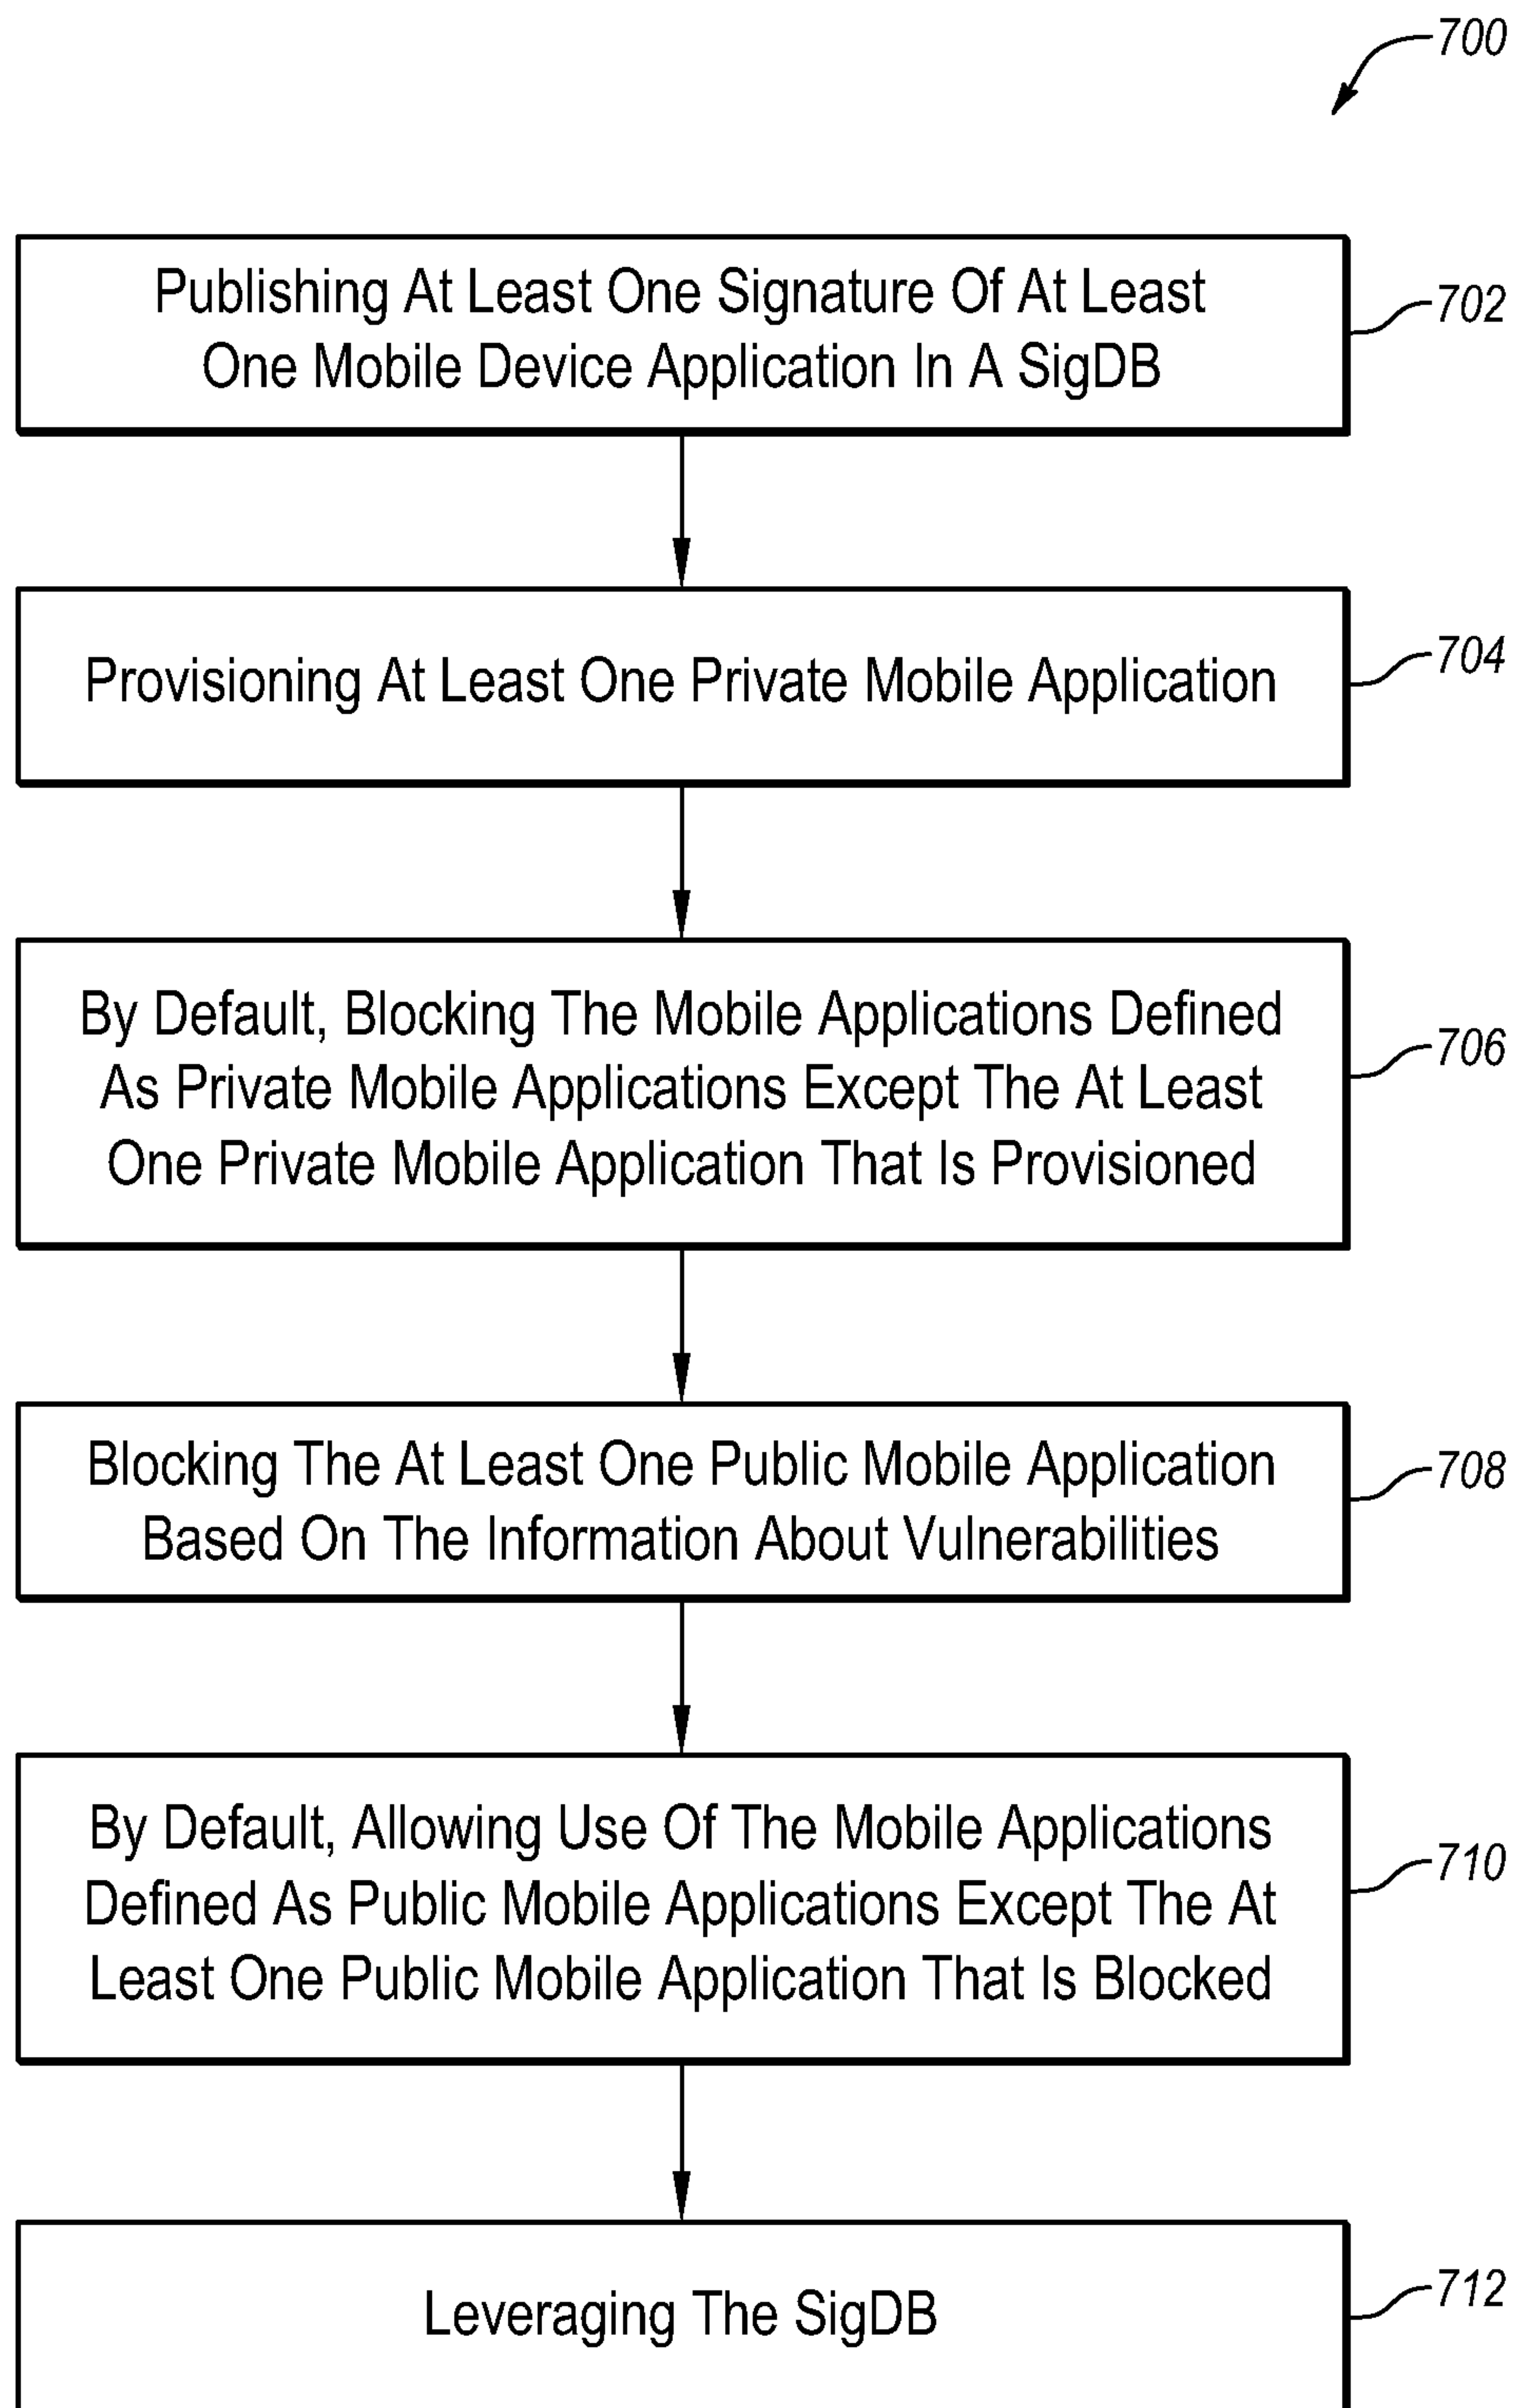 700
Publishing At Least One Signature Of At Least
One Mobile Device Application In A SigDB
702
Provisioning At Least One Private Mobile Application
704
By Default, Blocking The Mobile Applications Defined
As Private Mobile Applications Except The At Least
One Private Mobile Application That Is Provisioned
706
Blocking The At Least One Public Mobile Application
Based On The Information About Vulnerabilities
708
By Default, Allowing Use Of The Mobile Applications
Defined As Public Mobile Applications Except The At
Least One Public Mobile Application That Is Blocked
710
Leveraging The SigDB
712